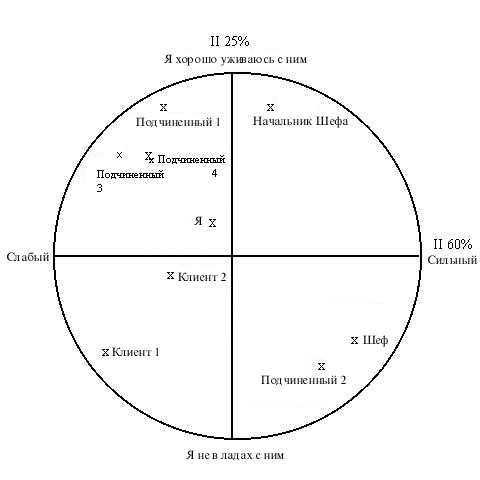 II 25%
Я хорошо уживаюсь с ним
x
x
Подчиненный 1
Начальник Шефа
x
x
x Подчиненный
4
Подчиненный
3
Я x
II 60%
Слабый
Сильный
x Клиент 2
x Шеф
x Клиент 1
x
Подчиненный 2
Я не в ладах с ним